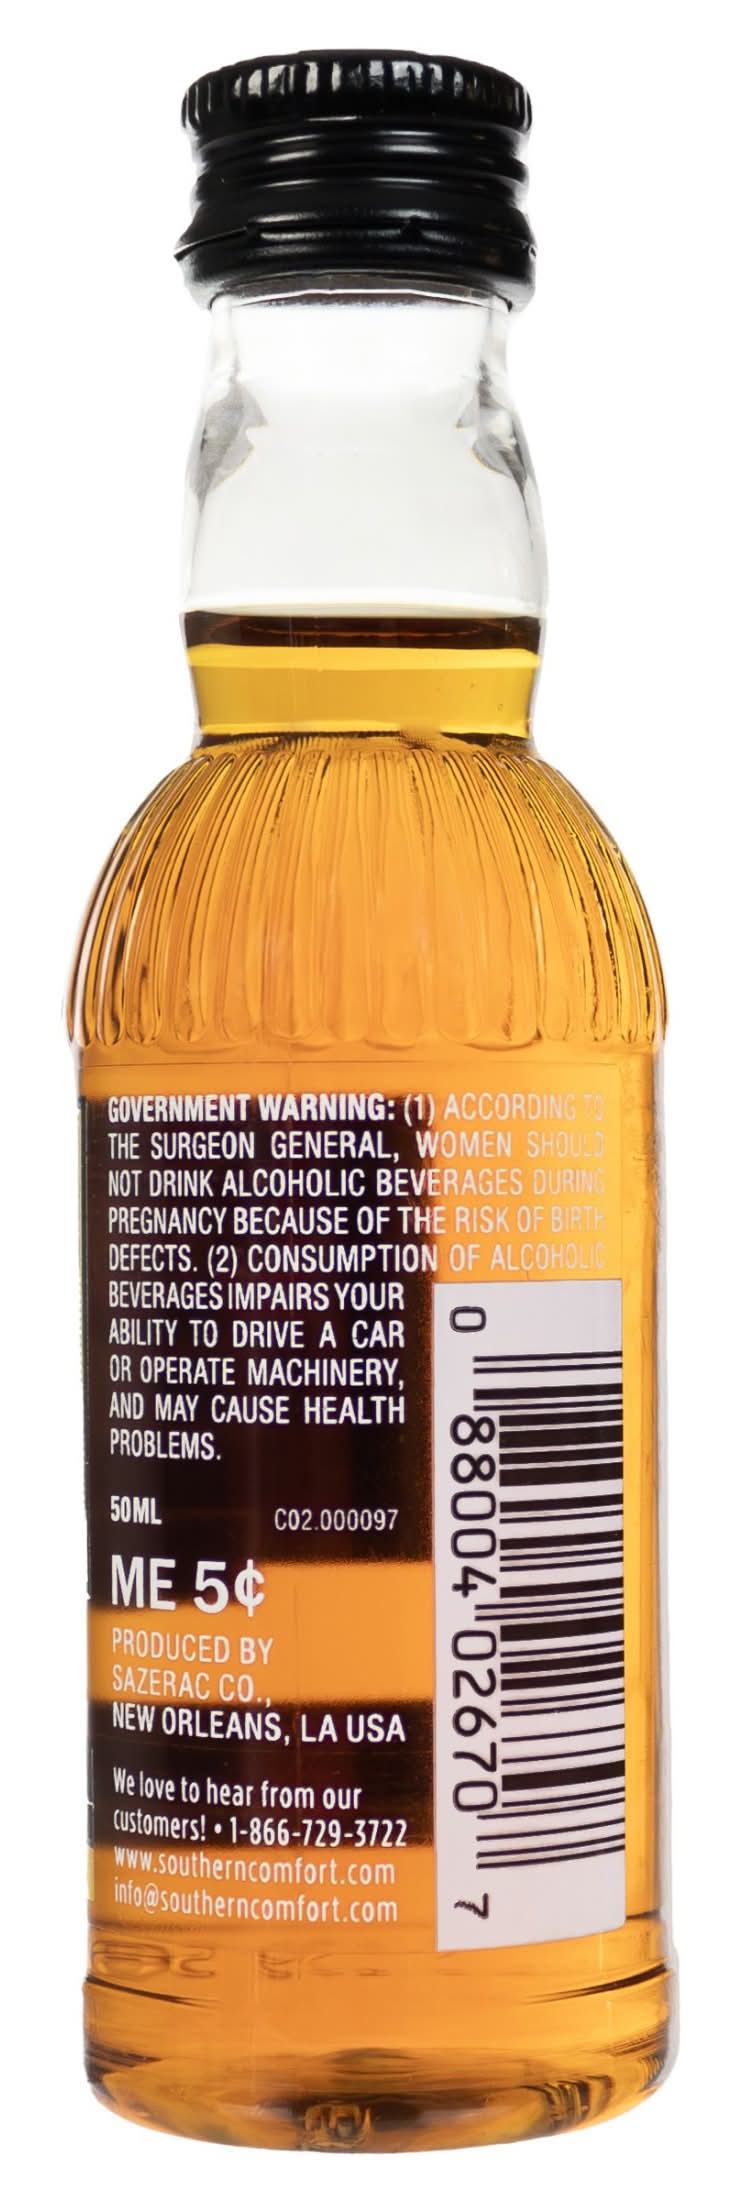 GOVERNMENT WARNING: (1) ACCORDING TO
THE SURGEON GENERAL, WOMEN SHOULD
NOT DRINK ALCOHOLIC BEVERAGES DURING
PREGNANCY BECAUSE OF THE RISK OF BIRTH
DEFECTS. (2) CONSUMPTION OF ALCOHOLIC
BEVERAGES IMPAIRS YOUR
ABILITY TO DRIVE A CAR
OR OPERATE MACHINERY,
AND MAY CAUSE HEALTH
PROBLEMS.
50ML C02.000097
ME 5¢
PRODUCED BY
SAZERAC CO.,
NEW ORLEANS, LA USA
We love to hear from our
customers! • 1-866-729-3722
www.southerncomfort.com
info@southerncomfort.com
0 88004 02670 7